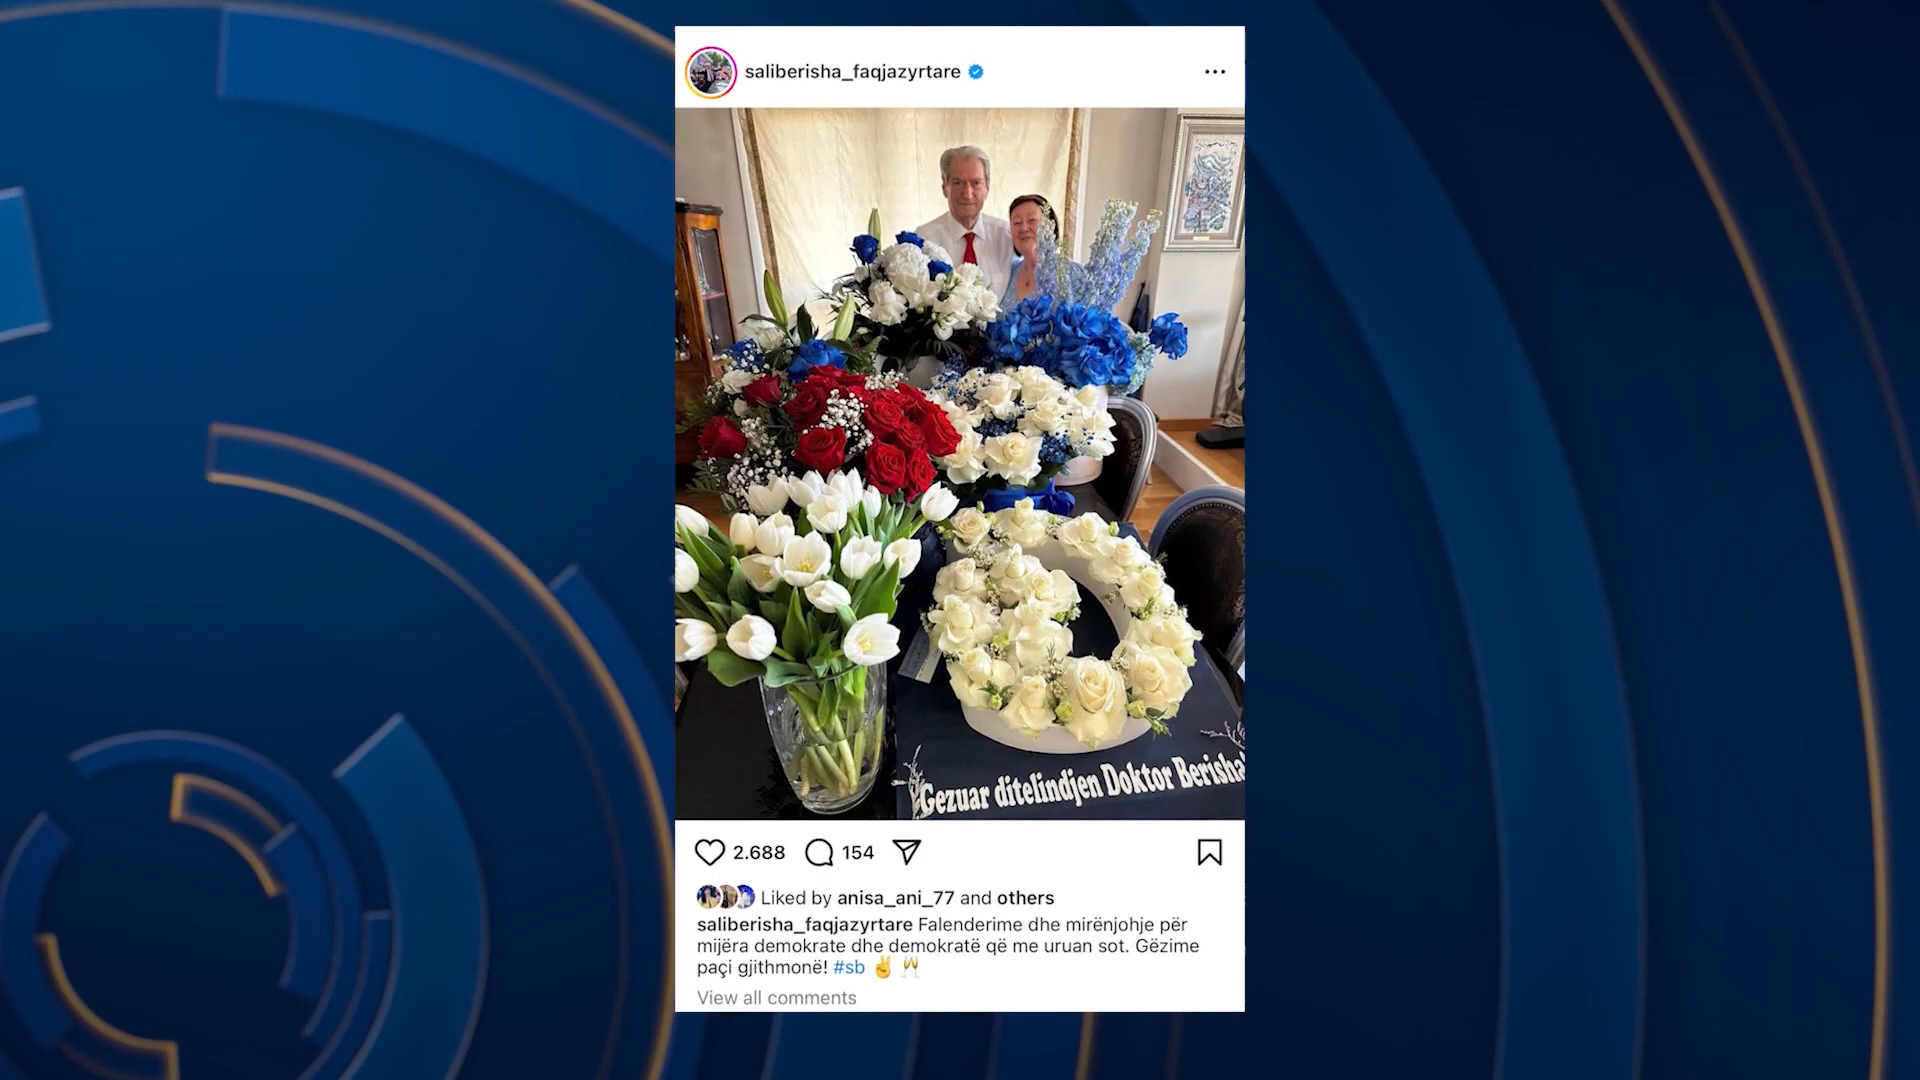 saliberisha_faqjazyrtare
Gezuar ditelindjen Doktor Berisha
2.688 154
Liked by anisa_ani_77 and others
saliberisha_faqjazyrtare Falenderime dhe mirënjohje për
mijëra demokrate dhe demokratë që me uruan sot. Gëzime
paçi gjithmonë! #sb ✌️ 🥂
View all comments